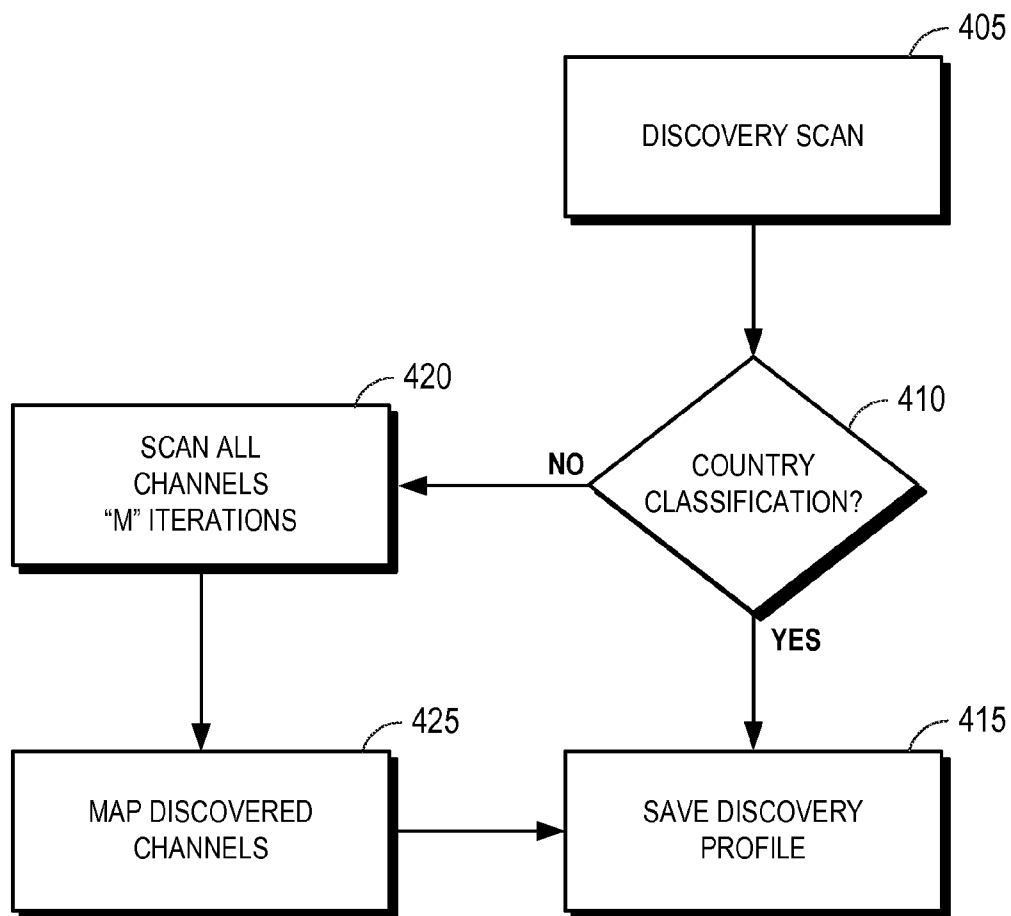 405
DISCOVERY SCAN
410
COUNTRY
CLASSIFICATION?
NO
YES
420
SCAN ALL
CHANNELS
“M” ITERATIONS
425
MAP DISCOVERED
CHANNELS
415
SAVE DISCOVERY
PROFILE